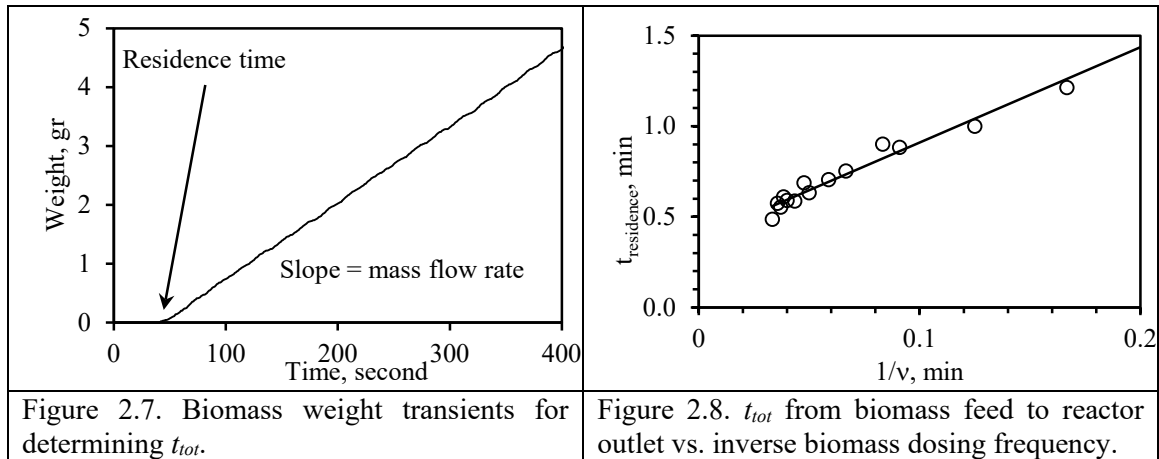 5
4
3
2
1
0
Weight, gr
Residence time
Slope = mass flow rate
0 100 200 300 400
Time, second
Figure 2.7. Biomass weight transients for
determining t_tot.
1.5
1.0
0.5
0.0
t_residence, min
0 0.1 0.2
1/ν, min
Figure 2.8. t_tot from biomass feed to reactor
outlet vs. inverse biomass dosing frequency.